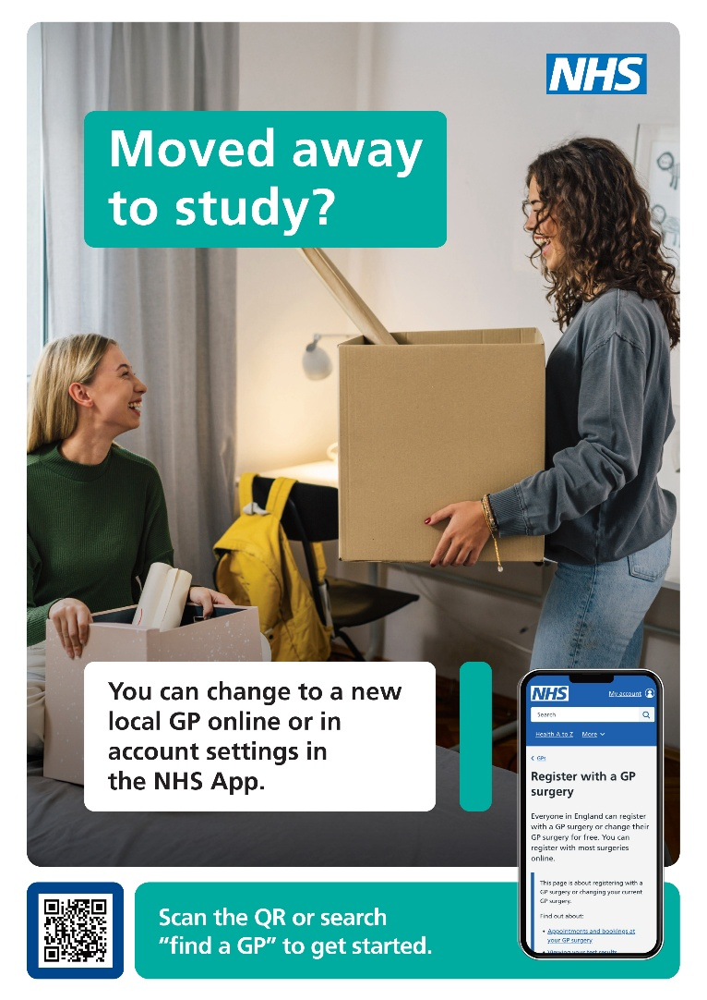 NHS
Moved away
to study?
You can change to a new
local GP online or in
account settings in
the NHS App.
NHS
My account
Search
Health A to Z
More
GPs
Register with a GP
surgery
Everyone in England can register
with a GP surgery or change their
GP surgery for free. You can
register with most surgeries
online.
This page is about registering with a
GP surgery or changing your current
GP surgery.
Find out about:
• Appointments and bookings at
your GP surgery
• Viewing your test results
Scan the QR or search
“find a GP” to get started.